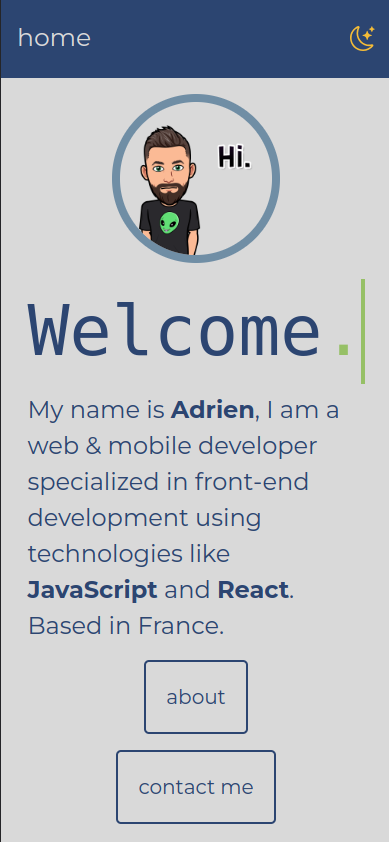 home
Hi.
Welcome.
My name is Adrien, I am a
web & mobile developer
specialized in front-end
development using
technologies like
JavaScript and React.
Based in France.
about
contact me